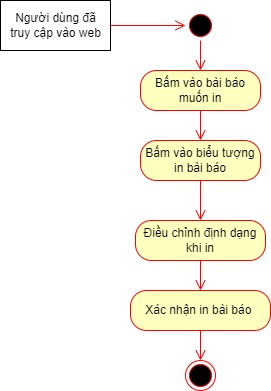 Người dùng đã
truy cập vào web
Bấm vào bài báo
muốn in
Bấm vào biểu tượng
in bài báo
Điều chỉnh định dạng
khi in
Xác nhận in bài báo